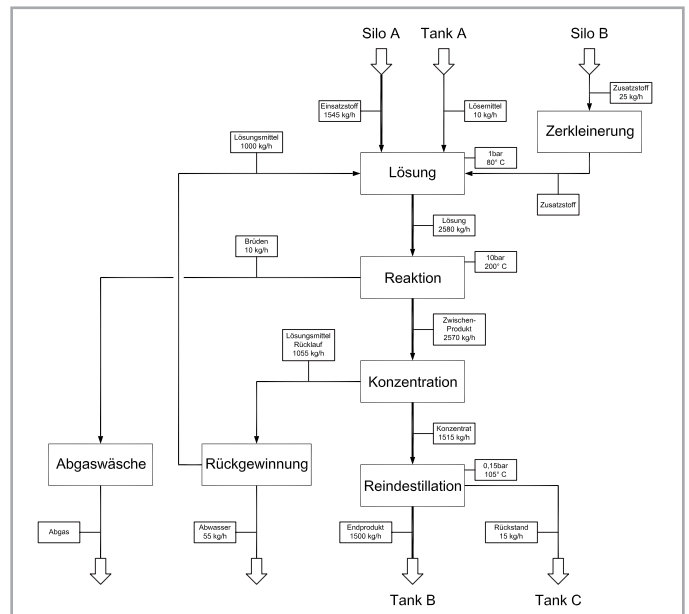 Silo A
Tank A
Silo B
Einsatzstoff
1545 kg/h
Lösemittel
10 kg/h
Zusatzstoff
25 kg/h
Zerkleinerung
Lösungsmittel
1000 kg/h
1bar
80° C
Lösung
Zusatzstoff
Lösung
2580 kg/h
Brüden
10 kg/h
10bar
200° C
Reaktion
Zwischen-
Produkt
2570 kg/h
Lösungsmittel
Rücklauf
1055 kg/h
Konzentration
Konzentrat
1515 kg/h
Abgaswäsche
Rückgewinnung
0,15bar
105° C
Reindestillation
Abgas
Abwasser
55 kg/h
Endprodukt
1500 kg/h
Rückstand
15 kg/h
Tank B
Tank C